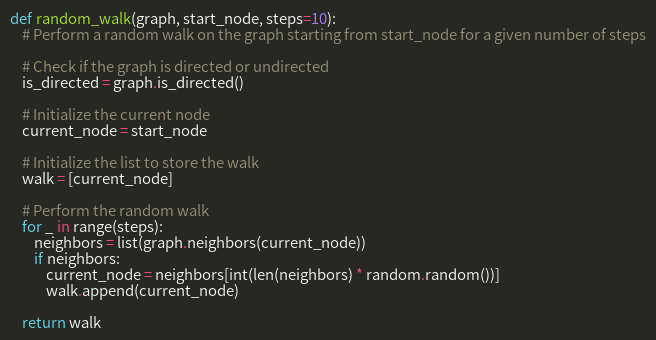 def random_walk(graph, start_node, steps=10):
    # Perform a random walk on the graph starting from start_node for a given number of steps

    # Check if the graph is directed or undirected
    is_directed = graph.is_directed()

    # Initialize the current node
    current_node = start_node

    # Initialize the list to store the walk
    walk = [current_node]

    # Perform the random walk
    for _ in range(steps):
        neighbors = list(graph.neighbors(current_node))
        if neighbors:
            current_node = neighbors[int(len(neighbors) * random.random())]
            walk.append(current_node)

    return walk